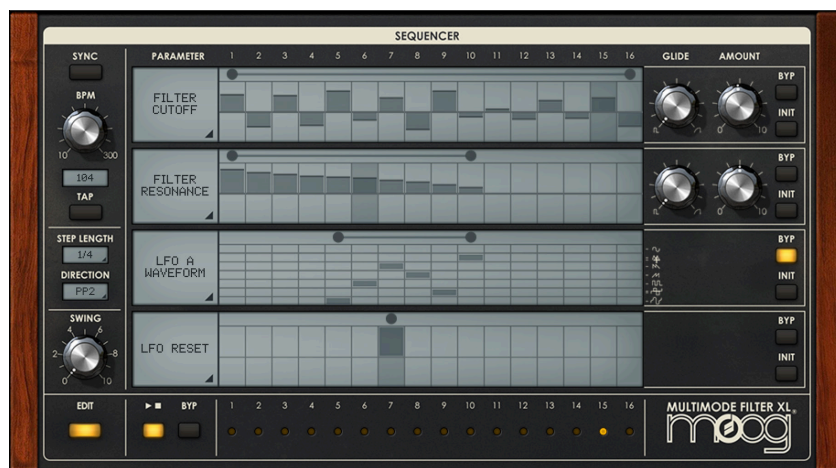 SEQUENCER
SYNC
PARAMETER 1 2 3 4 5 6 7 8 9 10 11 12 13 14 15 16 GLIDE AMOUNT
BPM
10 300
104
TAP
FILTER
CUTOFF
0 10
BYP
INIT
FILTER
RESONANCE
0 10
BYP
INIT
STEP LENGTH
1/4
DIRECTION
PP2
LFO A
WAVEFORM
BYP
INIT
SWING
4 6
2 8
0 10
LFO RESET
BYP
INIT
EDIT
BYP
1 2 3 4 5 6 7 8 9 10 11 12 13 14 15 16
MULTIMODE FILTER XL
moog